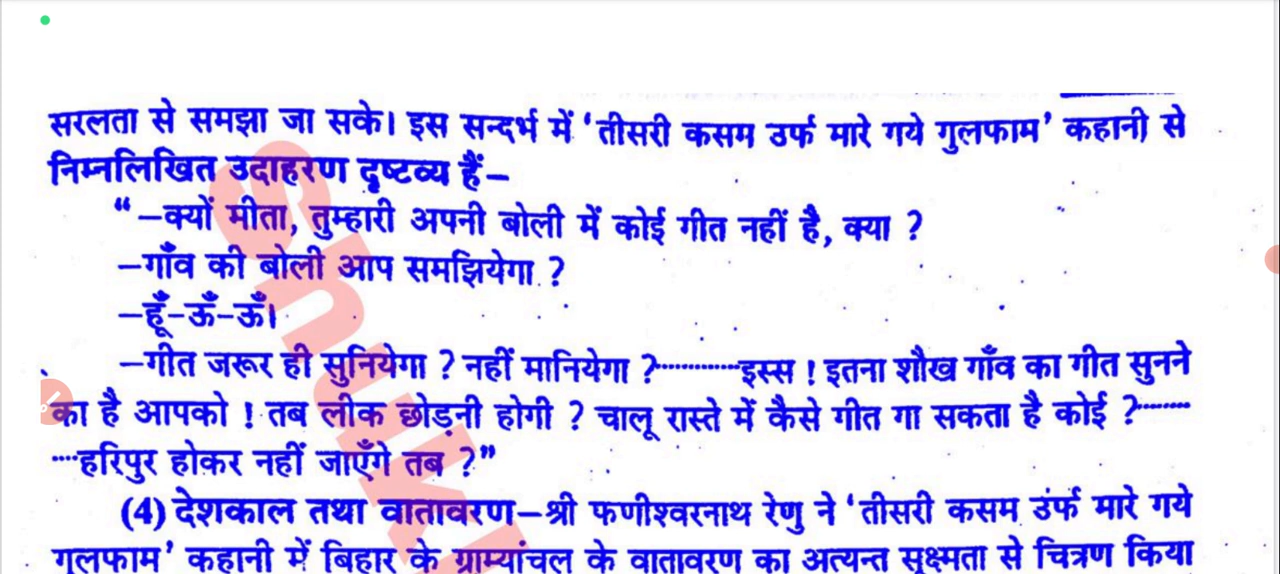 सरलता से समझा जा सके। इस सन्दर्भ में ‘तीसरी कसम उर्फ मारे गये गुलफाम’ कहानी से
निम्नलिखित उदाहरण दृष्टव्य हैं–
“–क्यों मीता, तुम्हारी अपनी बोली में कोई गीत नहीं है, क्या ?
–गाँव की बोली आप समझियेगा ?
–हूँ-ऊँ-ऊँ।
–गीत जरूर ही सुनियेगा ? नहीं मानियेगा ?............इस्स ! इतना शौख गाँव का गीत सुनने
का है आपको ! तब लीक छोड़नी होगी ? चालू रास्ते में कैसे गीत गा सकता है कोई ?........
....हरिपुर होकर नहीं जाएँगे तब ?”
(4) देशकाल तथा वातावरण–श्री फणीश्वरनाथ रेणु ने ‘तीसरी कसम उर्फ मारे गये
गुलफाम’ कहानी में बिहार के ग्राम्यांचल के वातावरण का अत्यन्त सूक्ष्मता से चित्रण किया